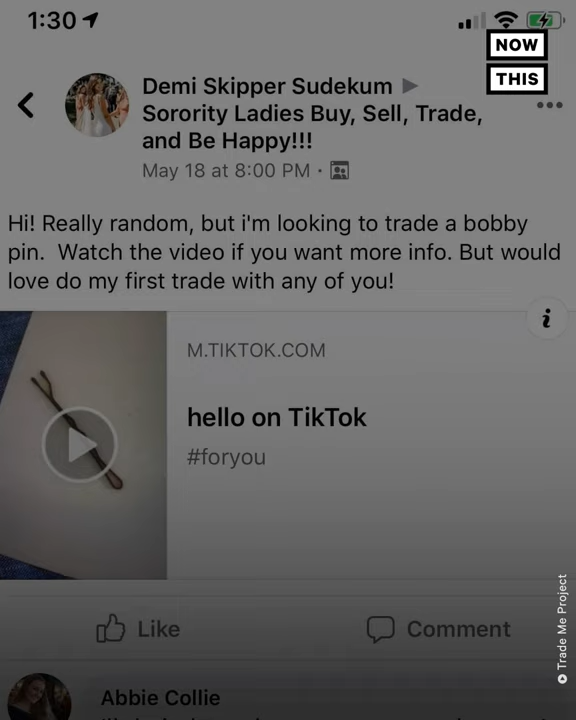 1:30
NOW
THIS
Demi Skipper Sudekum ▶
Sorority Ladies Buy, Sell, Trade,
and Be Happy!!!
May 18 at 8:00 PM ·
Hi! Really random, but i'm looking to trade a bobby
pin. Watch the video if you want more info. But would
love do my first trade with any of you!
i
M.TIKTOK.COM
hello on TikTok
#foryou
Like
Comment
Trade Me Project
Abbie Collie